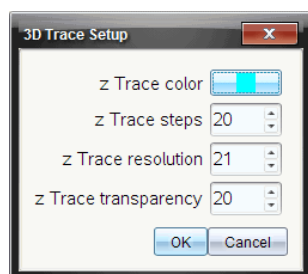 3D Trace Setup
z Trace color
z Trace steps 20
z Trace resolution 21
z Trace transparency 20
OK Cancel